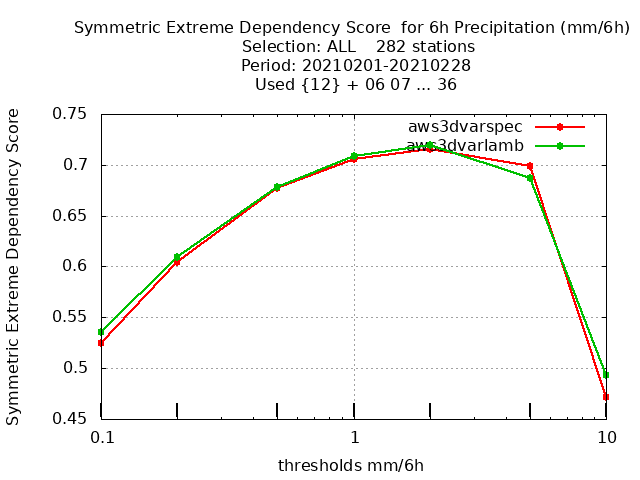 Symmetric Extreme Dependency Score  for 6h Precipitation (mm/6h)
Selection: ALL    282 stations
Period: 20210201-20210228
Used {12} + 06 07 ... 36
Symmetric Extreme Dependency Score
0.75
0.7
0.65
0.6
0.55
0.5
0.45
aws3dvarspec
aws3dvarlamb
0.1
1
10
thresholds mm/6h